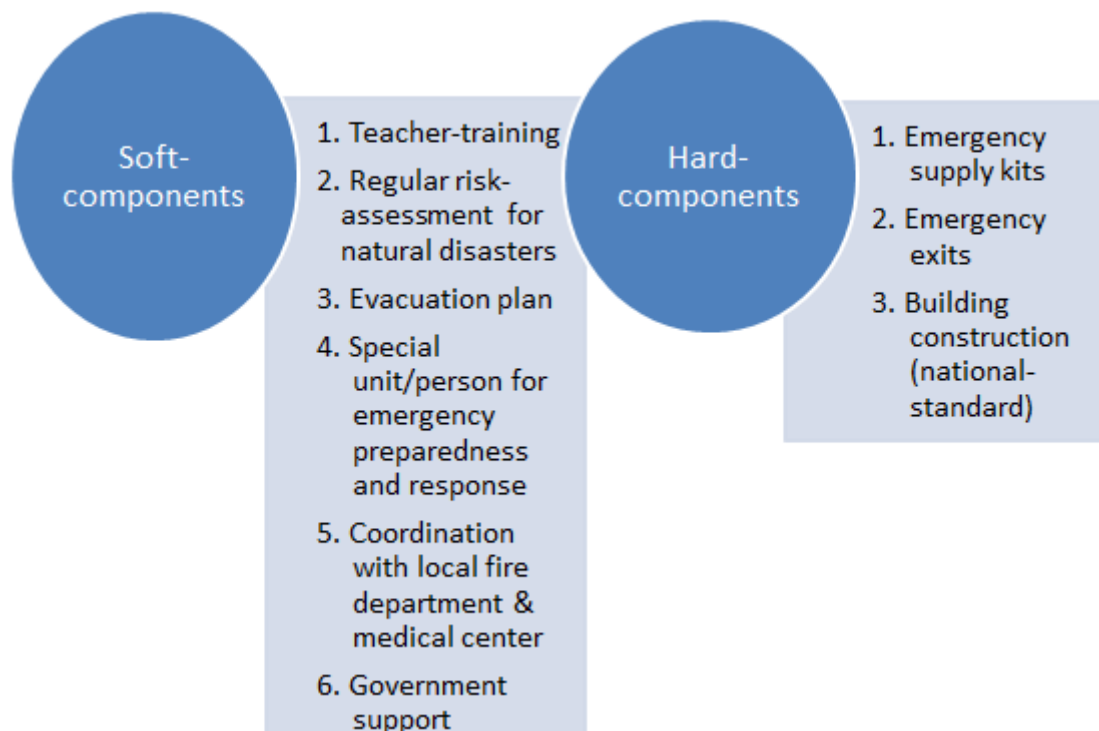 Soft-
components
1. Teacher-training
2. Regular risk-
assessment for
natural disasters
3. Evacuation plan
4. Special
unit/person for
emergency
preparedness
and response
5. Coordination
with local fire
department &
medical center
6. Government
support
Hard-
components
1. Emergency
supply kits
2. Emergency
exits
3. Building
construction
(national-
standard)